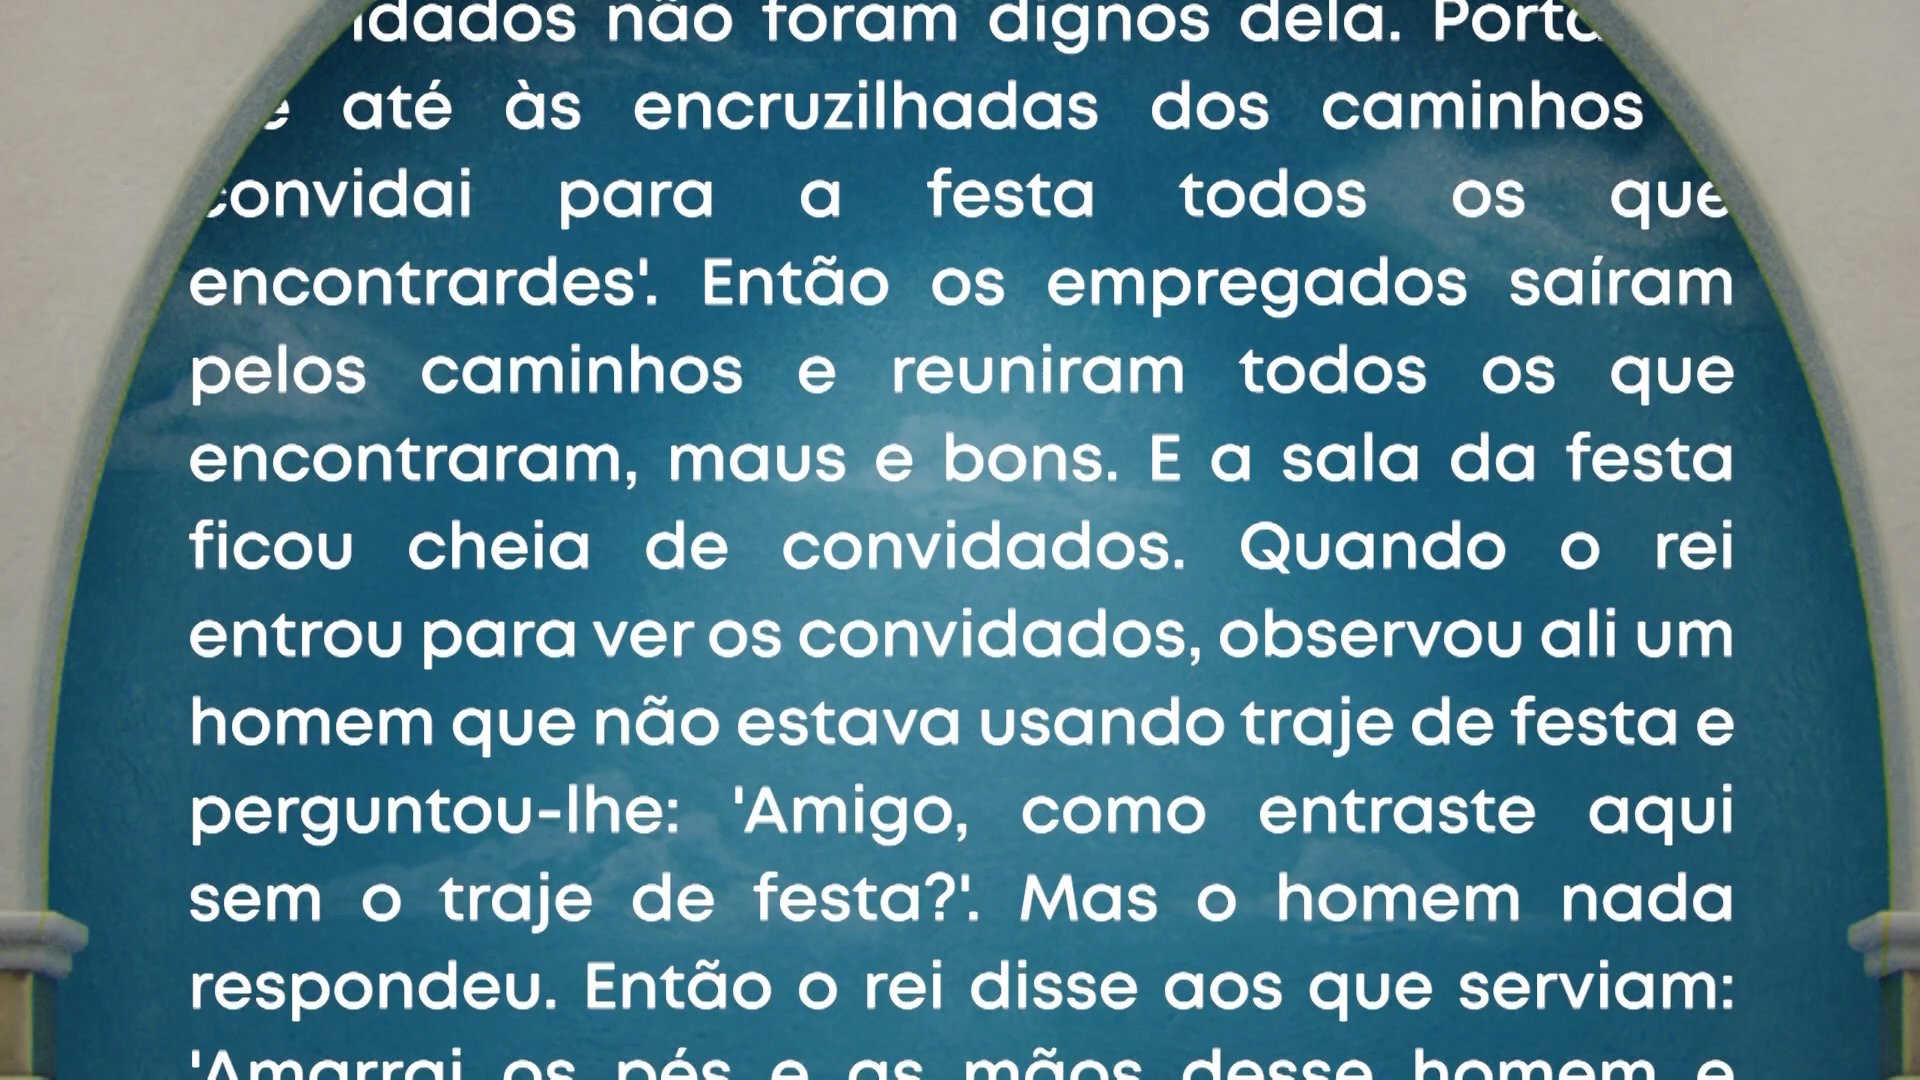 não foram dignos dela.
até às encruzilhadas dos caminhos
convidai para a festa todos os que
encontrardes'. Então os empregados saíram
pelos caminhos e reuniram todos os que
encontraram, maus e bons. E a sala da festa
ficou cheia de convidados. Quando o rei
entrou para ver os convidados, observou ali um
homem que não estava usando traje de festa e
perguntou-lhe: 'Amigo, como entraste aqui
sem o traje de festa?'. Mas o homem nada
respondeu. Então o rei disse aos que serviam:
'Amarrai os pés e as mãos desse homem e